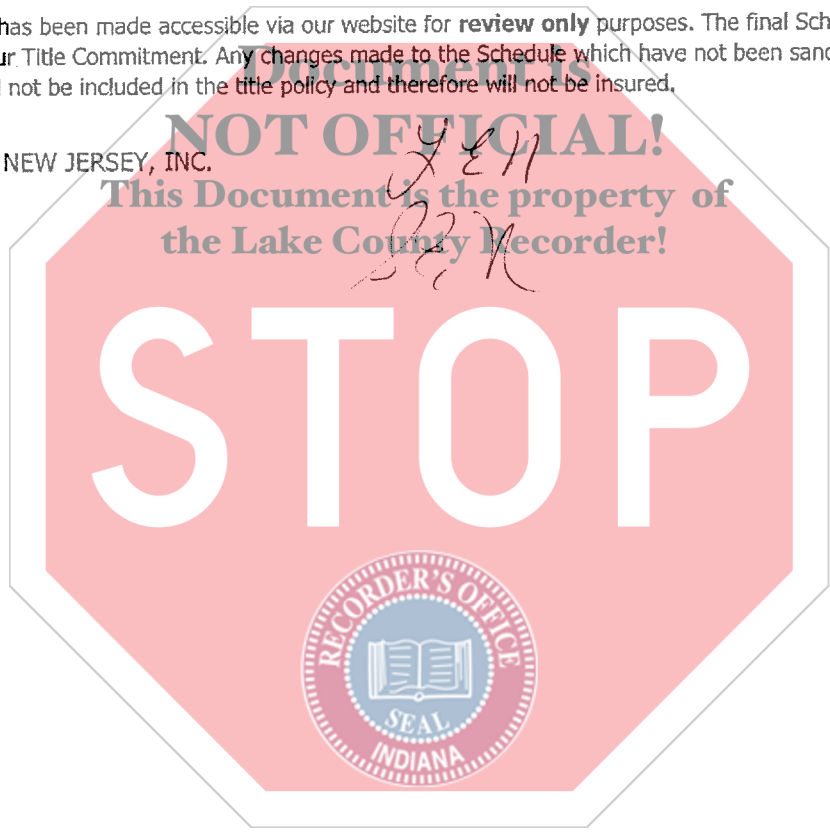 has been made accessible via our website for review only purposes. The final Sch
ur Title Commitment. Any changes made to the Schedule which have not been sanc
not be included in the title policy and therefore will not be insured.
Document is
NOT OFFICIAL!
NEW JERSEY, INC.
This Document is the property of
the Lake County Recorder!
STOP
RECORDER'S OFFICE
SEAL
INDIANA